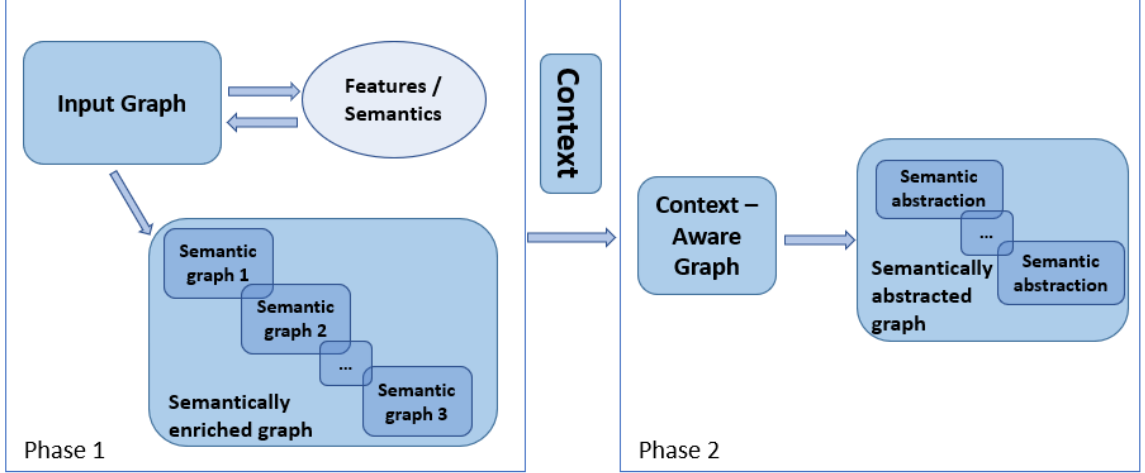 Input Graph
Features /
Semantics
Semantic
graph 1
Semantic
graph 2
...
Semantic
graph 3
Semantically
enriched graph
Phase 1
Context
Context –
Aware
Graph
Semantic
abstraction
...
Semantic
abstraction
Semantically
abstracted
graph
Phase 2